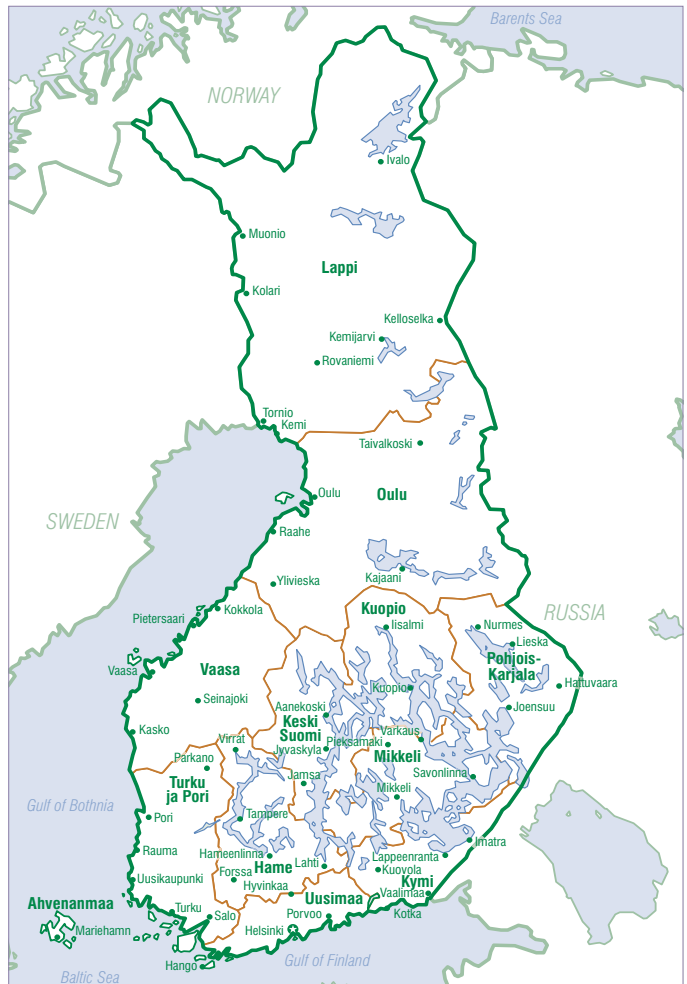 Barents Sea
NORWAY
Ivalo
Muonio
Lappi
Kolari
Kelloselka
Kemijarvi
Rovaniemi
Tornio
Kemi
Taivalkoski
Oulu
Oulu
SWEDEN
Raahe
Kajaani
Ylivieska
Kokkola
Kuopio
RUSSIA
Pietersaari
Iisalmi
Nurmes
Lieska
Vaasa
Vaasa
Pohjois-
Karjala
Kuopio
Hattuvaara
Seinajoki
Aanekoski
Joensuu
Keski
Suomi
Kasko
Virrat
Varkaus
Jyvaskyla
Pieksamaki
Parkano
Mikkeli
Turku
ja Pori
Jamsa
Savonlinna
Mikkeli
Gulf of Bothnia
Pori
Tampere
Imatra
Rauma
Hameenlinna
Lappeenranta
Hame
Lahti
Kuovola
Forssa
Uusikaupunki
Kymi
Hyvinkaa
Vaalimaa
Ahvenanmaa
Uusimaa
Turku
Salo
Porvoo
Kotka
Mariehamn
Helsinki
Hango
Gulf of Finland
Baltic Sea